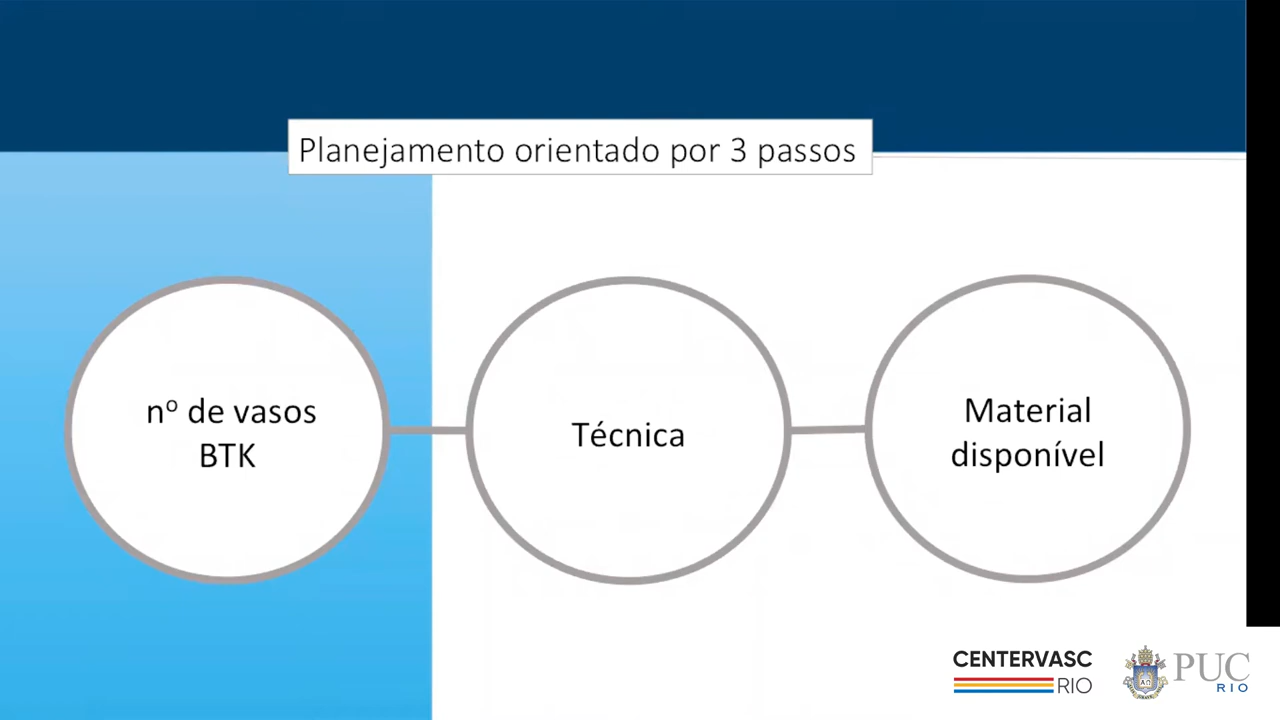 Planejamento orientado por 3 passos
nº de vasos
BTK
Técnica
Material
disponível
CENTERVASC
RIO
PUC
RIO